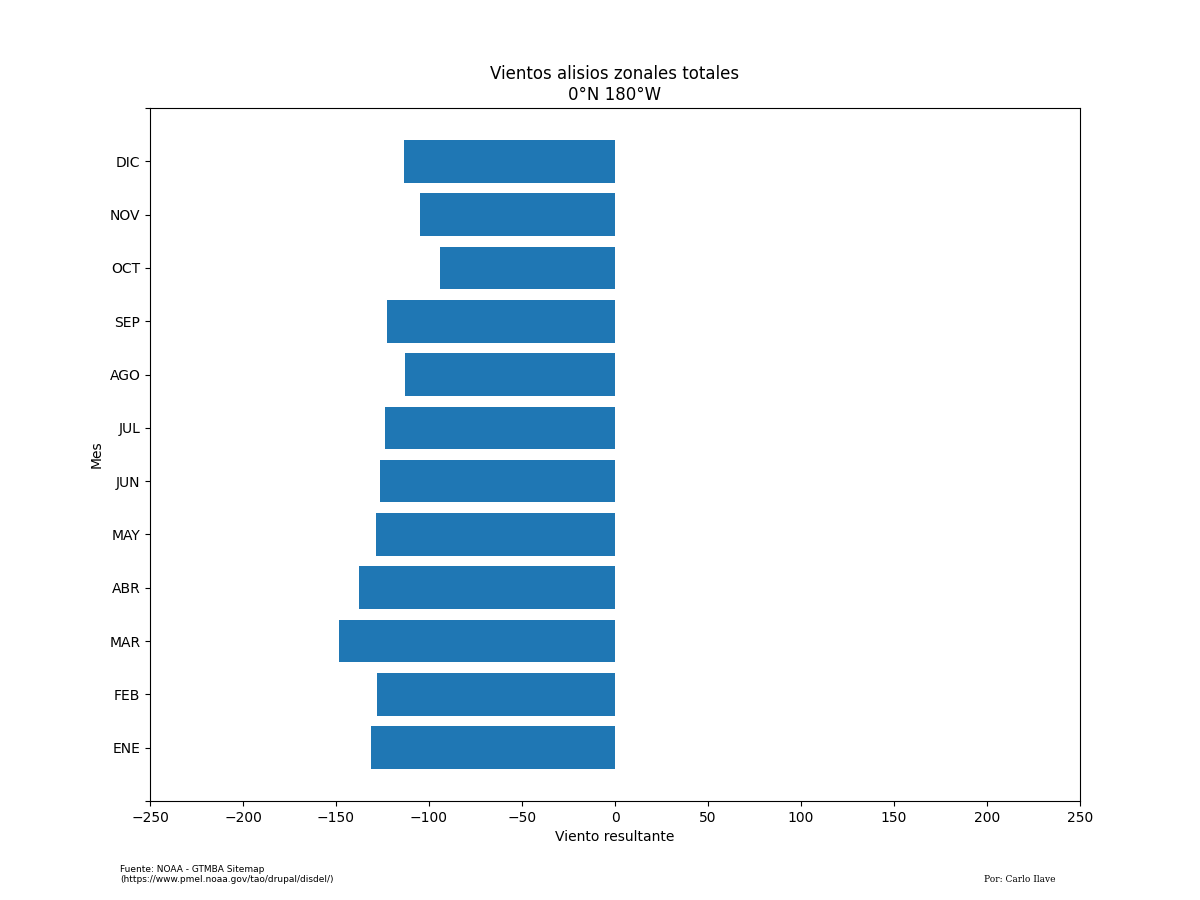 Vientos alisios zonales totales
0°N 180°W
DIC
NOV
OCT
SEP
AGO
JUL
JUN
MAY
ABR
MAR
FEB
ENE
Mes
−250 −200 −150 −100 −50 0 50 100 150 200 250
Viento resultante
Fuente: NOAA - GTMBA Sitemap
(https://www.pmel.noaa.gov/tao/drupal/disdel/)
Por: Carlo Ilave